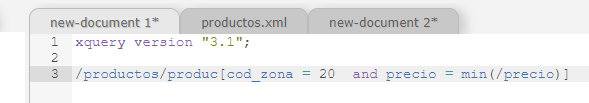 new-document 1* productos.xml new-document 2*
1 xquery version "3.1";
2
3 /productos/produc[cod_zona = 20  and precio = min(/precio)]